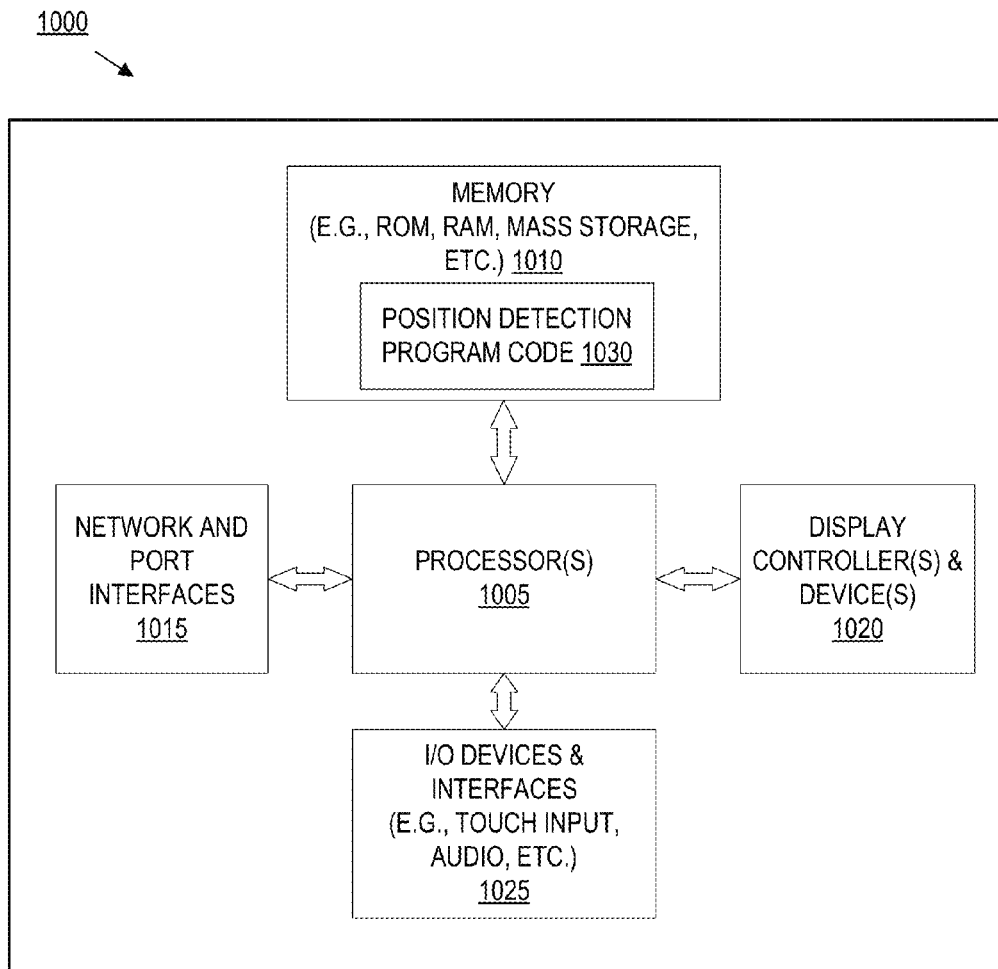 1000
MEMORY
(E.G., ROM, RAM, MASS STORAGE,
ETC.) 1010
POSITION DETECTION
PROGRAM CODE 1030
NETWORK AND
PORT
INTERFACES
1015
PROCESSOR(S)
1005
DISPLAY
CONTROLLER(S) &
DEVICE(S)
1020
I/O DEVICES &
INTERFACES
(E.G., TOUCH INPUT,
AUDIO, ETC.)
1025